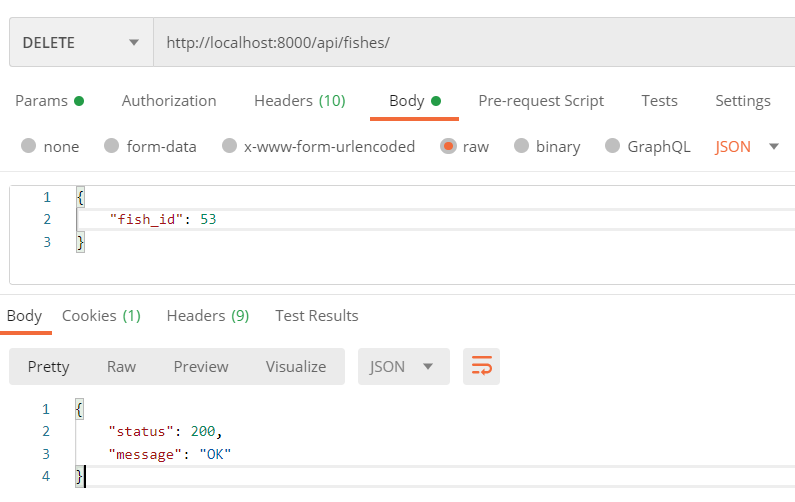 DELETE http://localhost:8000/api/fishes/
Params Authorization Headers (10) Body Pre-request Script Tests Settings
none form-data x-www-form-urlencoded raw binary GraphQL JSON
1 {
2 "fish_id": 53
3 }
Body Cookies (1) Headers (9) Test Results
Pretty Raw Preview Visualize JSON
1 {
2 "status": 200,
3 "message": "OK"
4 }